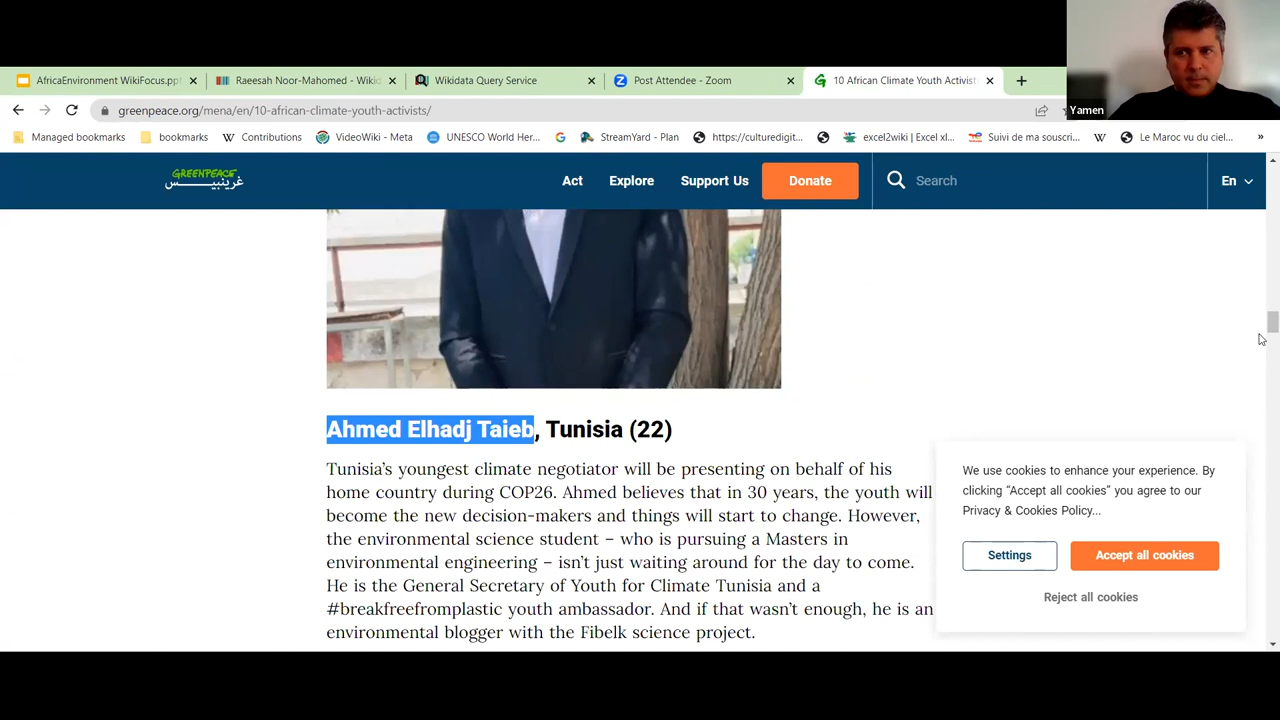 Yamen
AfricaEnvironment WikiFocus.pp
Raeesah Noor-Mahomed - Wikid
Wikidata Query Service
Post Attendee - Zoom
10 African Climate Youth Activist
greenpeace.org/mena/en/10-african-climate-youth-activists/
Managed bookmarks
bookmarks
Contributions
VideoWiki - Meta
UNESCO World Her...
StreamYard - Plan
https://culturedigit...
excel2wiki | Excel xl...
Suivi de ma souscri...
Le Maroc vu du ciel...
GREENPEACE
غرينبيس
Act
Explore
Support Us
Donate
Search
En
Ahmed Elhadj Taieb, Tunisia (22)
Tunisia's youngest climate negotiator will be presenting on behalf of his
home country during COP26. Ahmed believes that in 30 years, the youth will
become the new decision-makers and things will start to change. However,
the environmental science student – who is pursuing a Masters in
environmental engineering – isn't just waiting around for the day to come.
He is the General Secretary of Youth for Climate Tunisia and a
#breakfreefromplastic youth ambassador. And if that wasn't enough, he is an
environmental blogger with the Fibelk science project.
We use cookies to enhance your experience. By
clicking “Accept all cookies” you agree to our
Privacy & Cookies Policy...
Settings
Accept all cookies
Reject all cookies